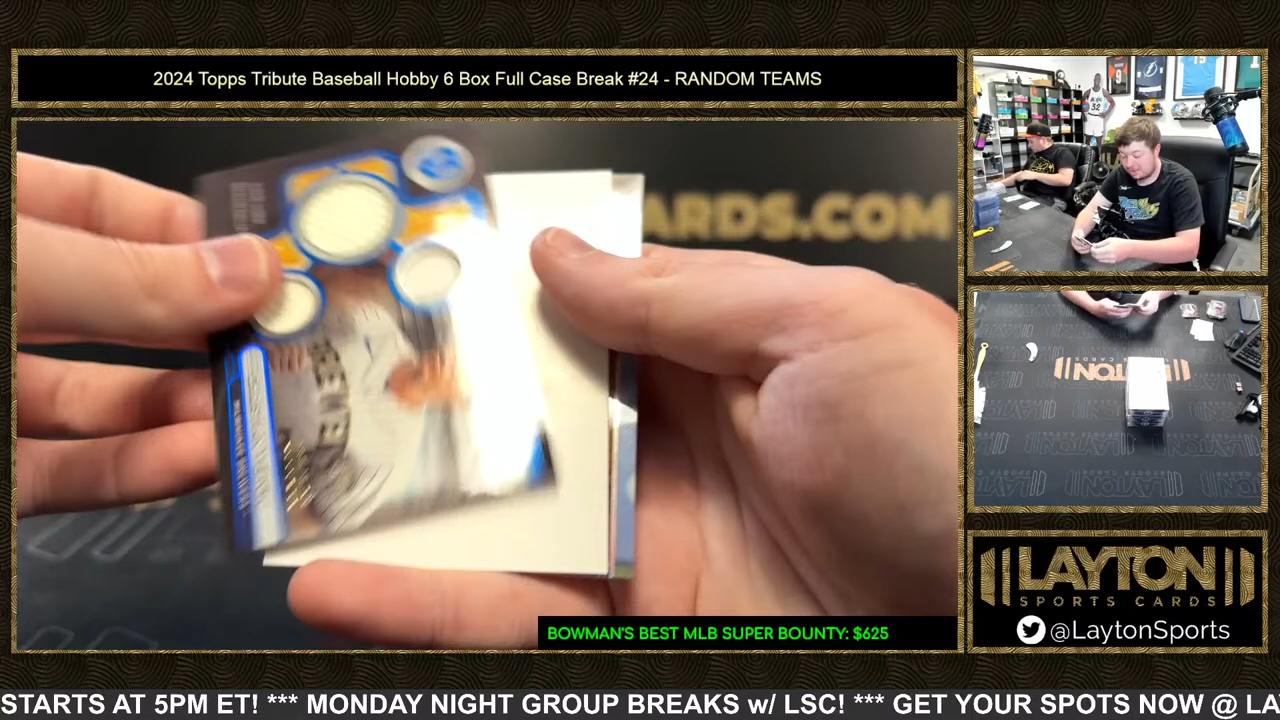 2024 Topps Tribute Baseball Hobby 6 Box Full Case Break #24 - RANDOM TEAMS
ARDS.COM
32
LAYTON
LAYTON
SPORTS CARDS
@LaytonSports
BOWMAN'S BEST MLB SUPER BOUNTY: $625
STARTS AT 5PM ET! *** MONDAY NIGHT GROUP BREAKS w/ LSC! *** GET YOUR SPOTS NOW @ LA